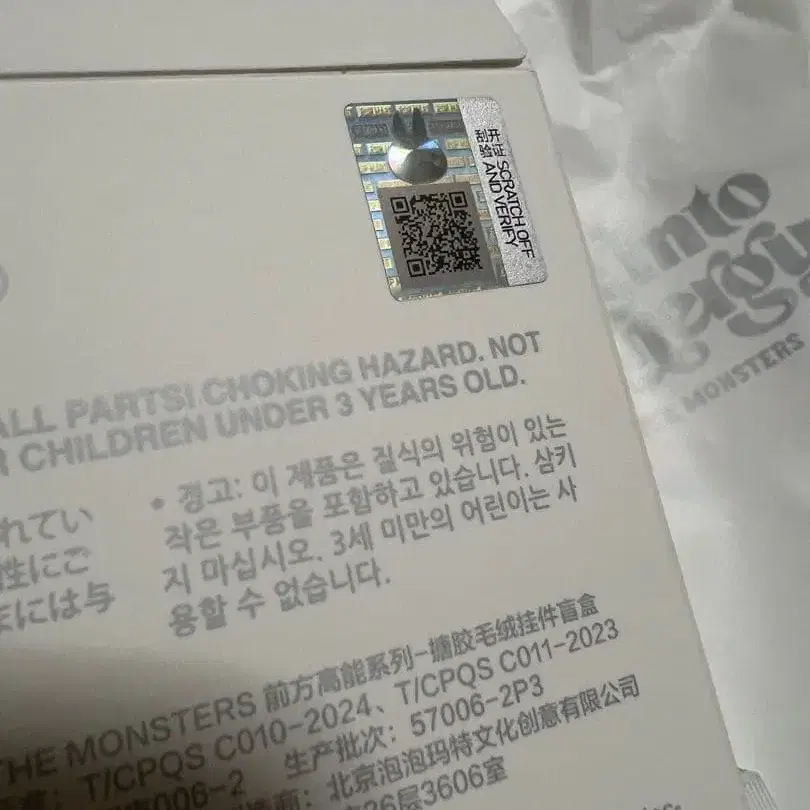 开证 SCRATCH OFF
刮验 AND VERIFY
nto
THE MONSTERS
ALL PARTS! CHOKING HAZARD. NOT
R CHILDREN UNDER 3 YEARS OLD.
れてい
性にご
には与
• 경고: 이 제품은 질식의 위험이 있는
작은 부품을 포함하고 있습니다. 삼키
지 마십시오. 3세 미만의 어린이는 사
용할 수 없습니다.
THE MONSTERS 前方高能系列-搪胶毛绒挂件盲盒
: T/CPQS C010-2024、T/CPQS C011-2023
006-2 生产批次: 57006-2P3
造商: 北京泡泡玛特文化创意有限公司
36层3606室